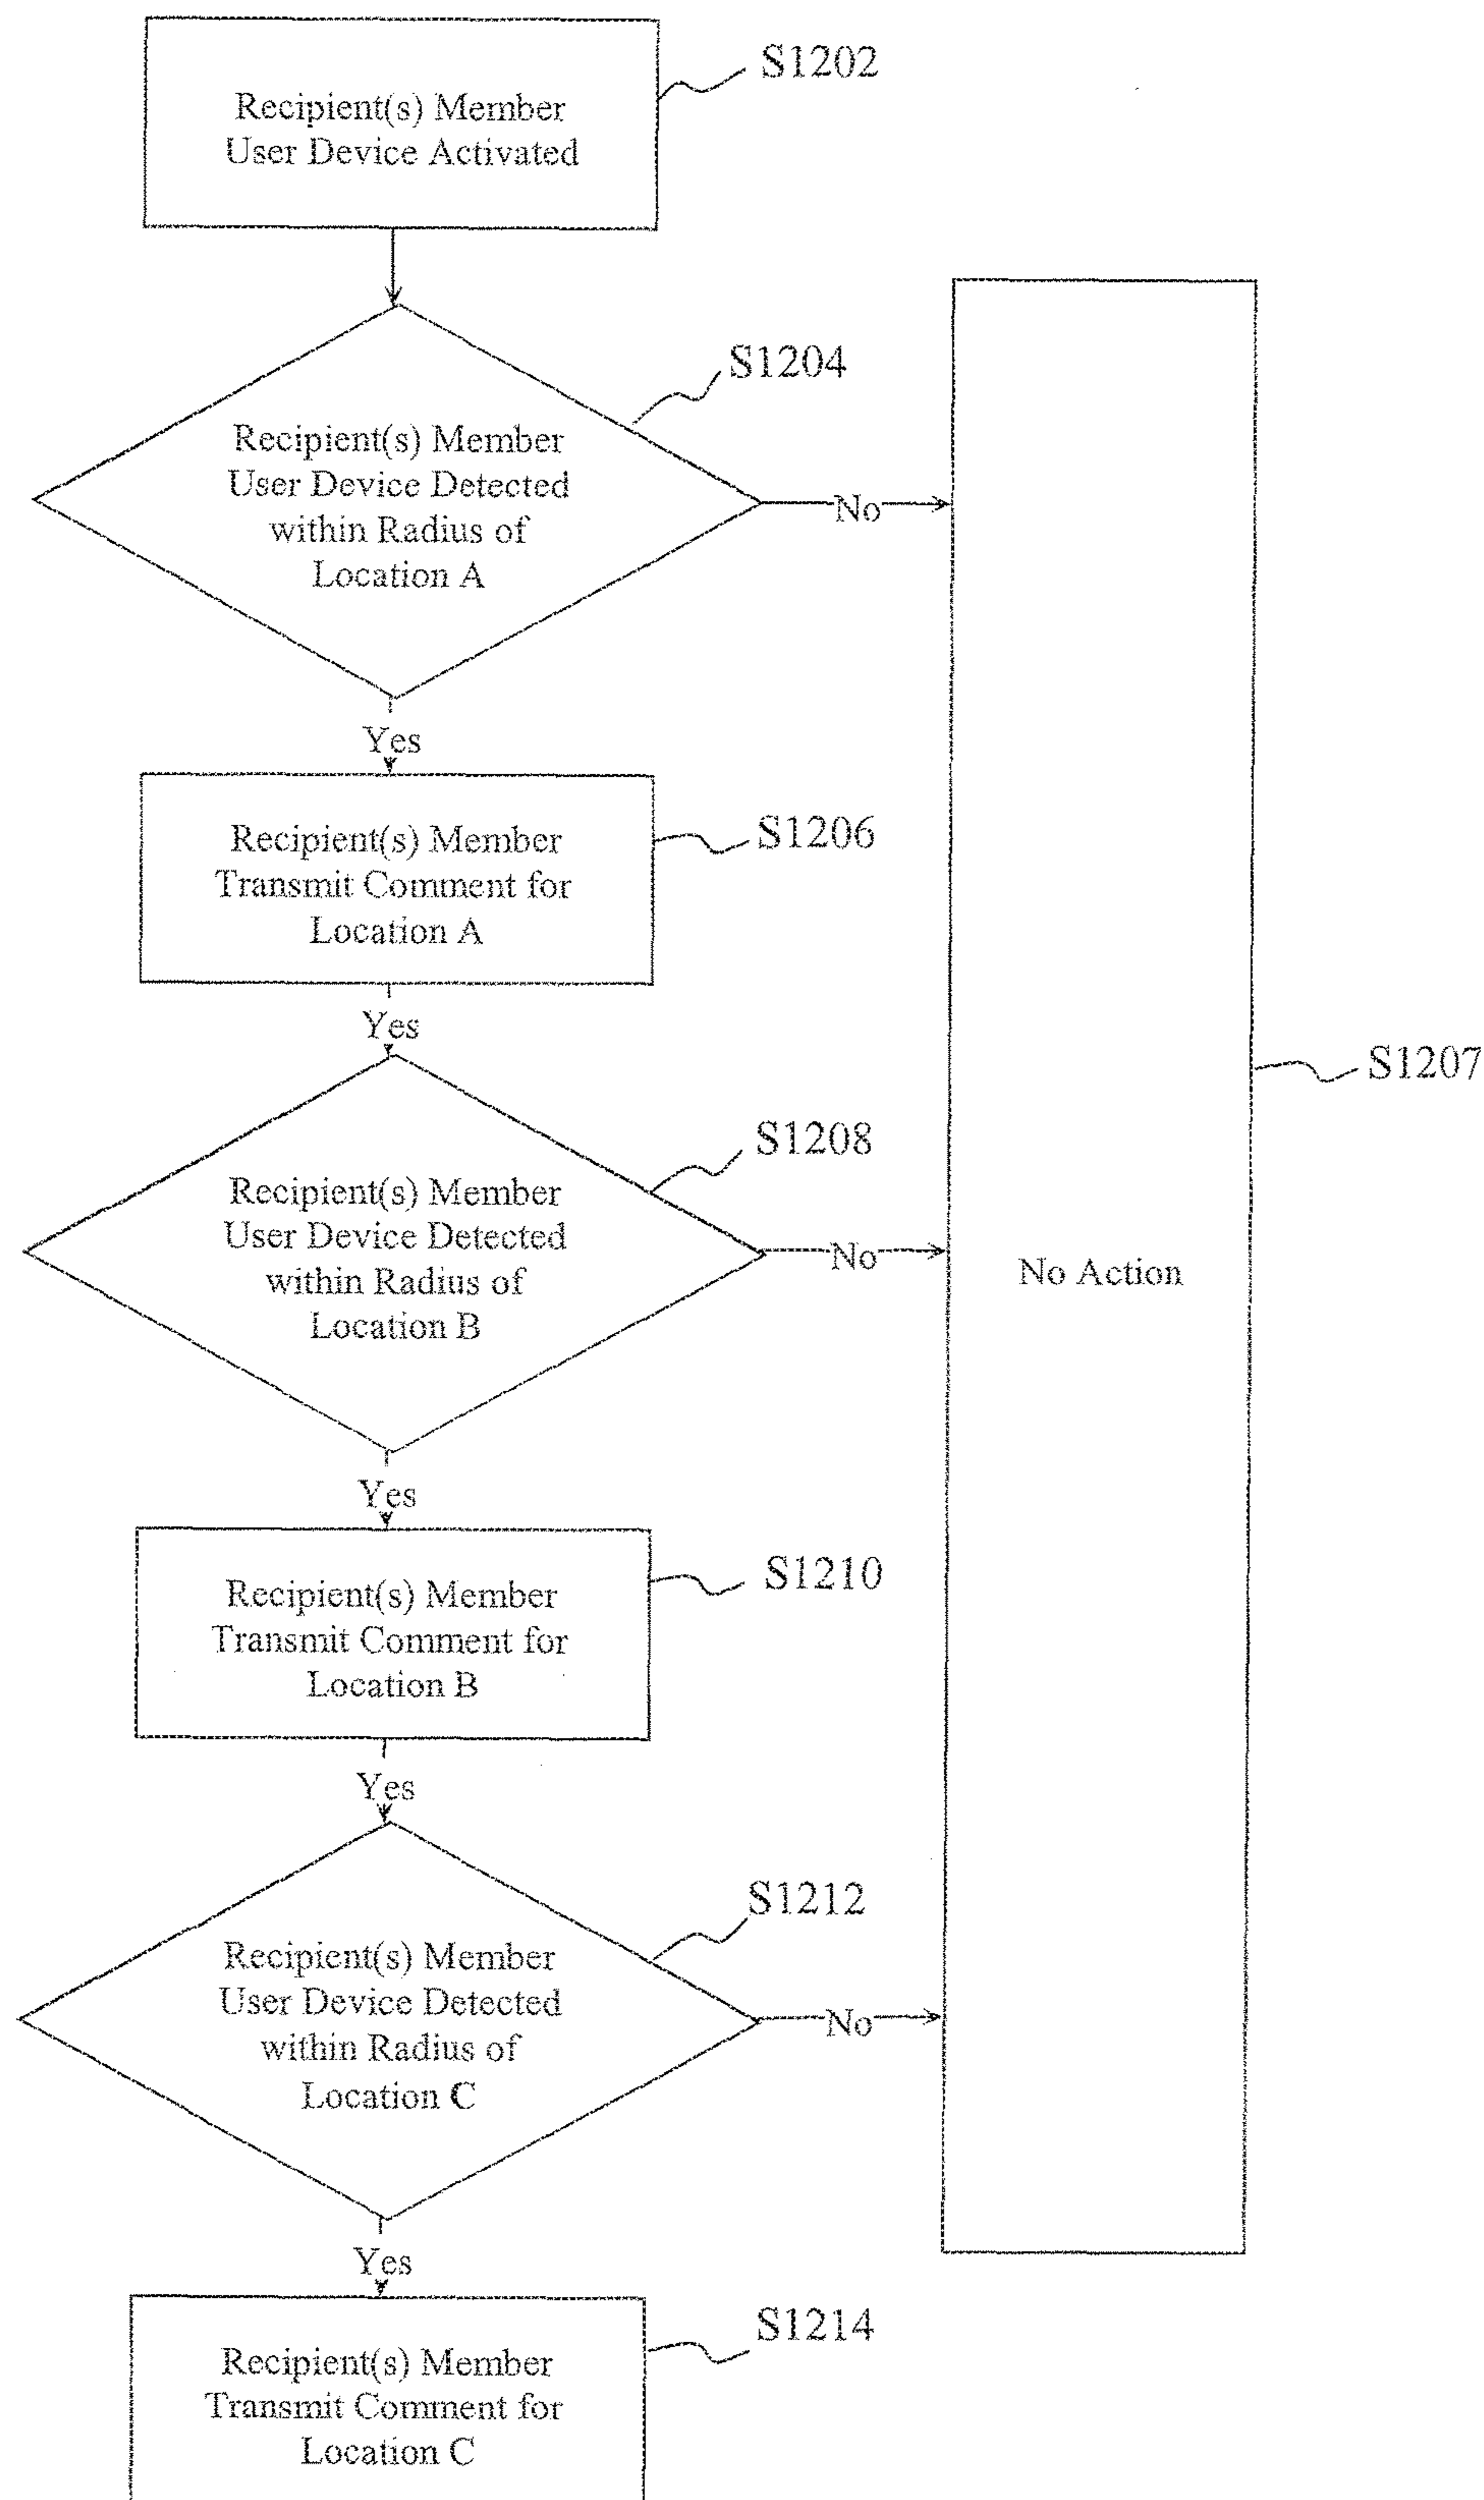 S1202
Recipient(s) Member
User Device Activated
S1204
Recipient(s) Member
User Device Detected
within Radius of
Location A
No
Yes
Recipient(s) Member
Transmit Comment for
Location A
S1206
Yes
S1207
S1208
Recipient(s) Member
User Device Detected
within Radius of
Location B
No
No Action
Yes
Recipient(s) Member
Transmit Comment for
Location B
S1210
Yes
S1212
Recipient(s) Member
User Device Detected
within Radius of
Location C
No
Yes
S1214
Recipient(s) Member
Transmit Comment for
Location C